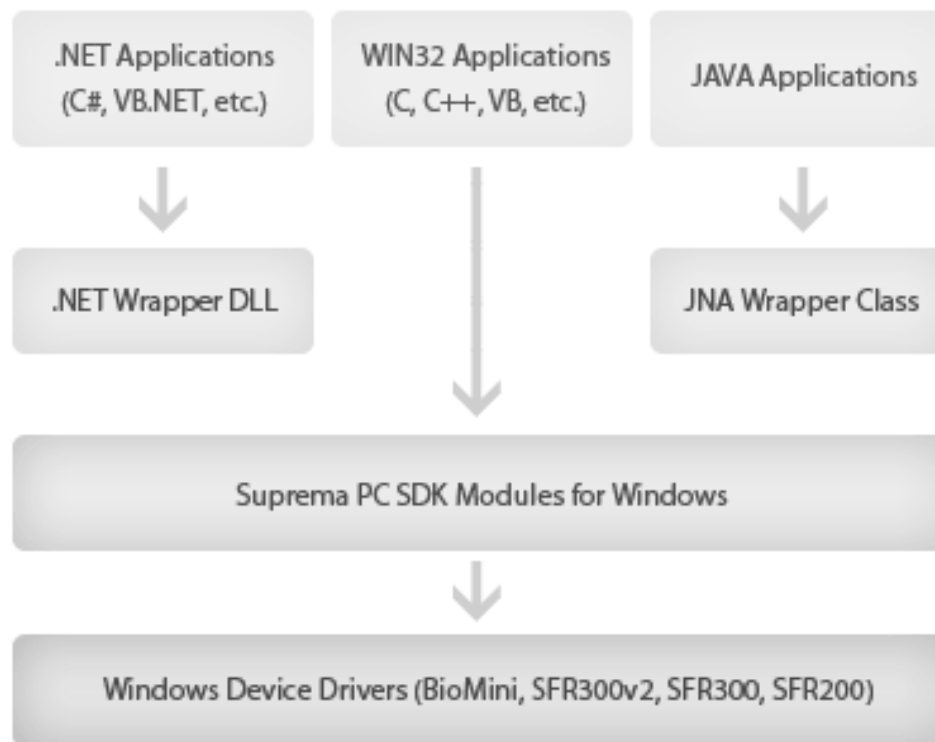 .NET Applications
(C#, VB.NET, etc.)
WIN32 Applications
(C, C++, VB, etc.)
JAVA Applications
.NET Wrapper DLL
JNA Wrapper Class
Suprema PC SDK Modules for Windows
Windows Device Drivers (BioMini, SFR300v2, SFR300, SFR200)